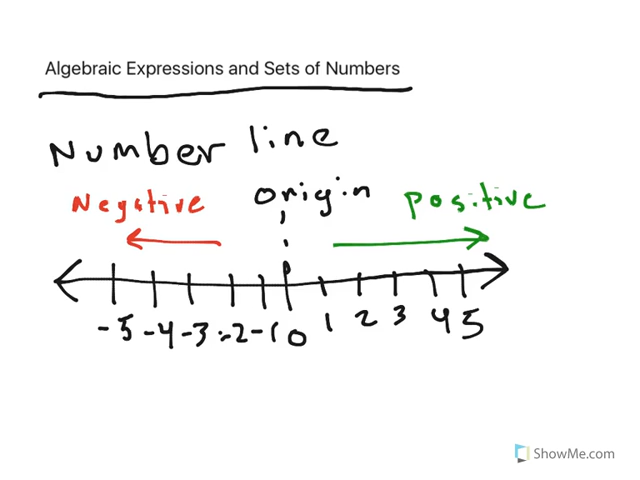 Algebraic Expressions and Sets of Numbers
Number line
Negative origin positive
-5 -4 -3 -2 -1 0 1 2 3 4 5
ShowMe.com